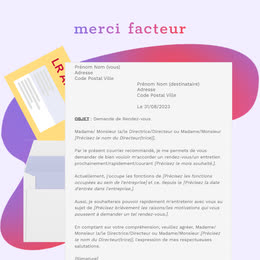 merci facteur
LR A
Prénom Nom (vous)
Adresse
Code Postal Ville
Prénom Nom (destinataire)
Adresse
Code Postal Ville
Le 31/08/2023
OBJET : Demande de Rendez-vous
Madame/ Monsieur la/le Directrice/Directeur ou Madame/Monsieur
[Précisez le nom du directeur(trice)],
Par le présent courrier recommandé, je me permets de vous
demander de bien vouloir m'accorder un rendez-vous/un entretien
prochainement/rapidement/courant [Précisez le mois souhaité].
Actuellement, j'occupe les fonctions de [Précisez les fonctions
occupées au sein de l'entreprise] et ce, depuis le [Précisez la date
d'entrée dans l'entreprise].
Aussi, je souhaiterais pouvoir rapidement m'entretenir avec vous au
sujet de [Précisez brièvement les raisons/les motivations qui vous
poussent à demander un tel rendez-vous].
En comptant sur votre compréhension, veuillez agréer, Madame/
Monsieur la/le Directrice/Directeur ou Madame/Monsieur [Précisez
le nom du Directeur(trice)], l'expression de mes respectueuses
salutations.
[Signature]